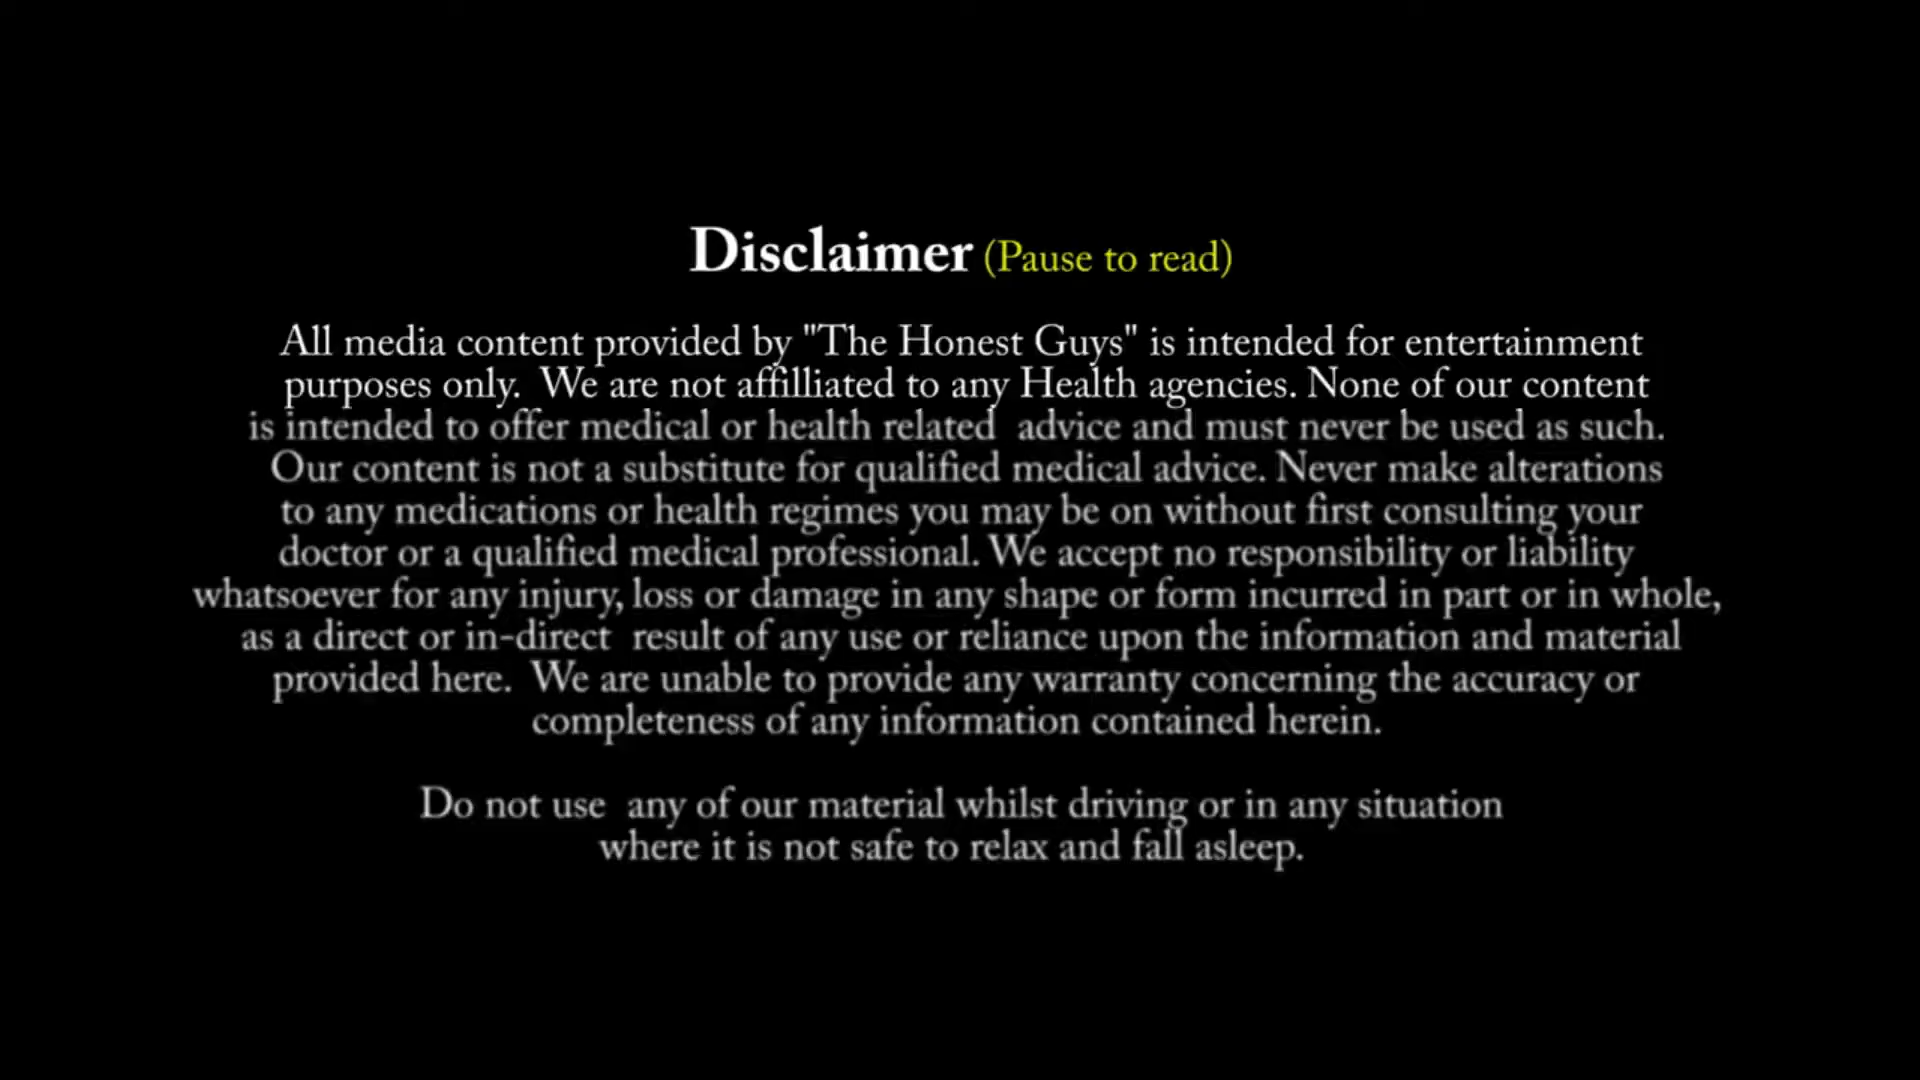 Disclaimer (Pause to read)
All media content provided by "The Honest Guys" is intended for entertainment
purposes only.  We are not affilliated to any Health agencies. None of our content
is intended to offer medical or health related  advice and must never be used as such.
Our content is not a substitute for qualified medical advice. Never make alterations
to any medications or health regimes you may be on without first consulting your
doctor or a qualified medical professional. We accept no responsibility or liability
whatsoever for any injury, loss or damage in any shape or form incurred in part or in whole,
as a direct or in-direct  result of any use or reliance upon the information and material
provided here.  We are unable to provide any warranty concerning the accuracy or
completeness of any information contained herein.
Do not use  any of our material whilst driving or in any situation
where it is not safe to relax and fall asleep.